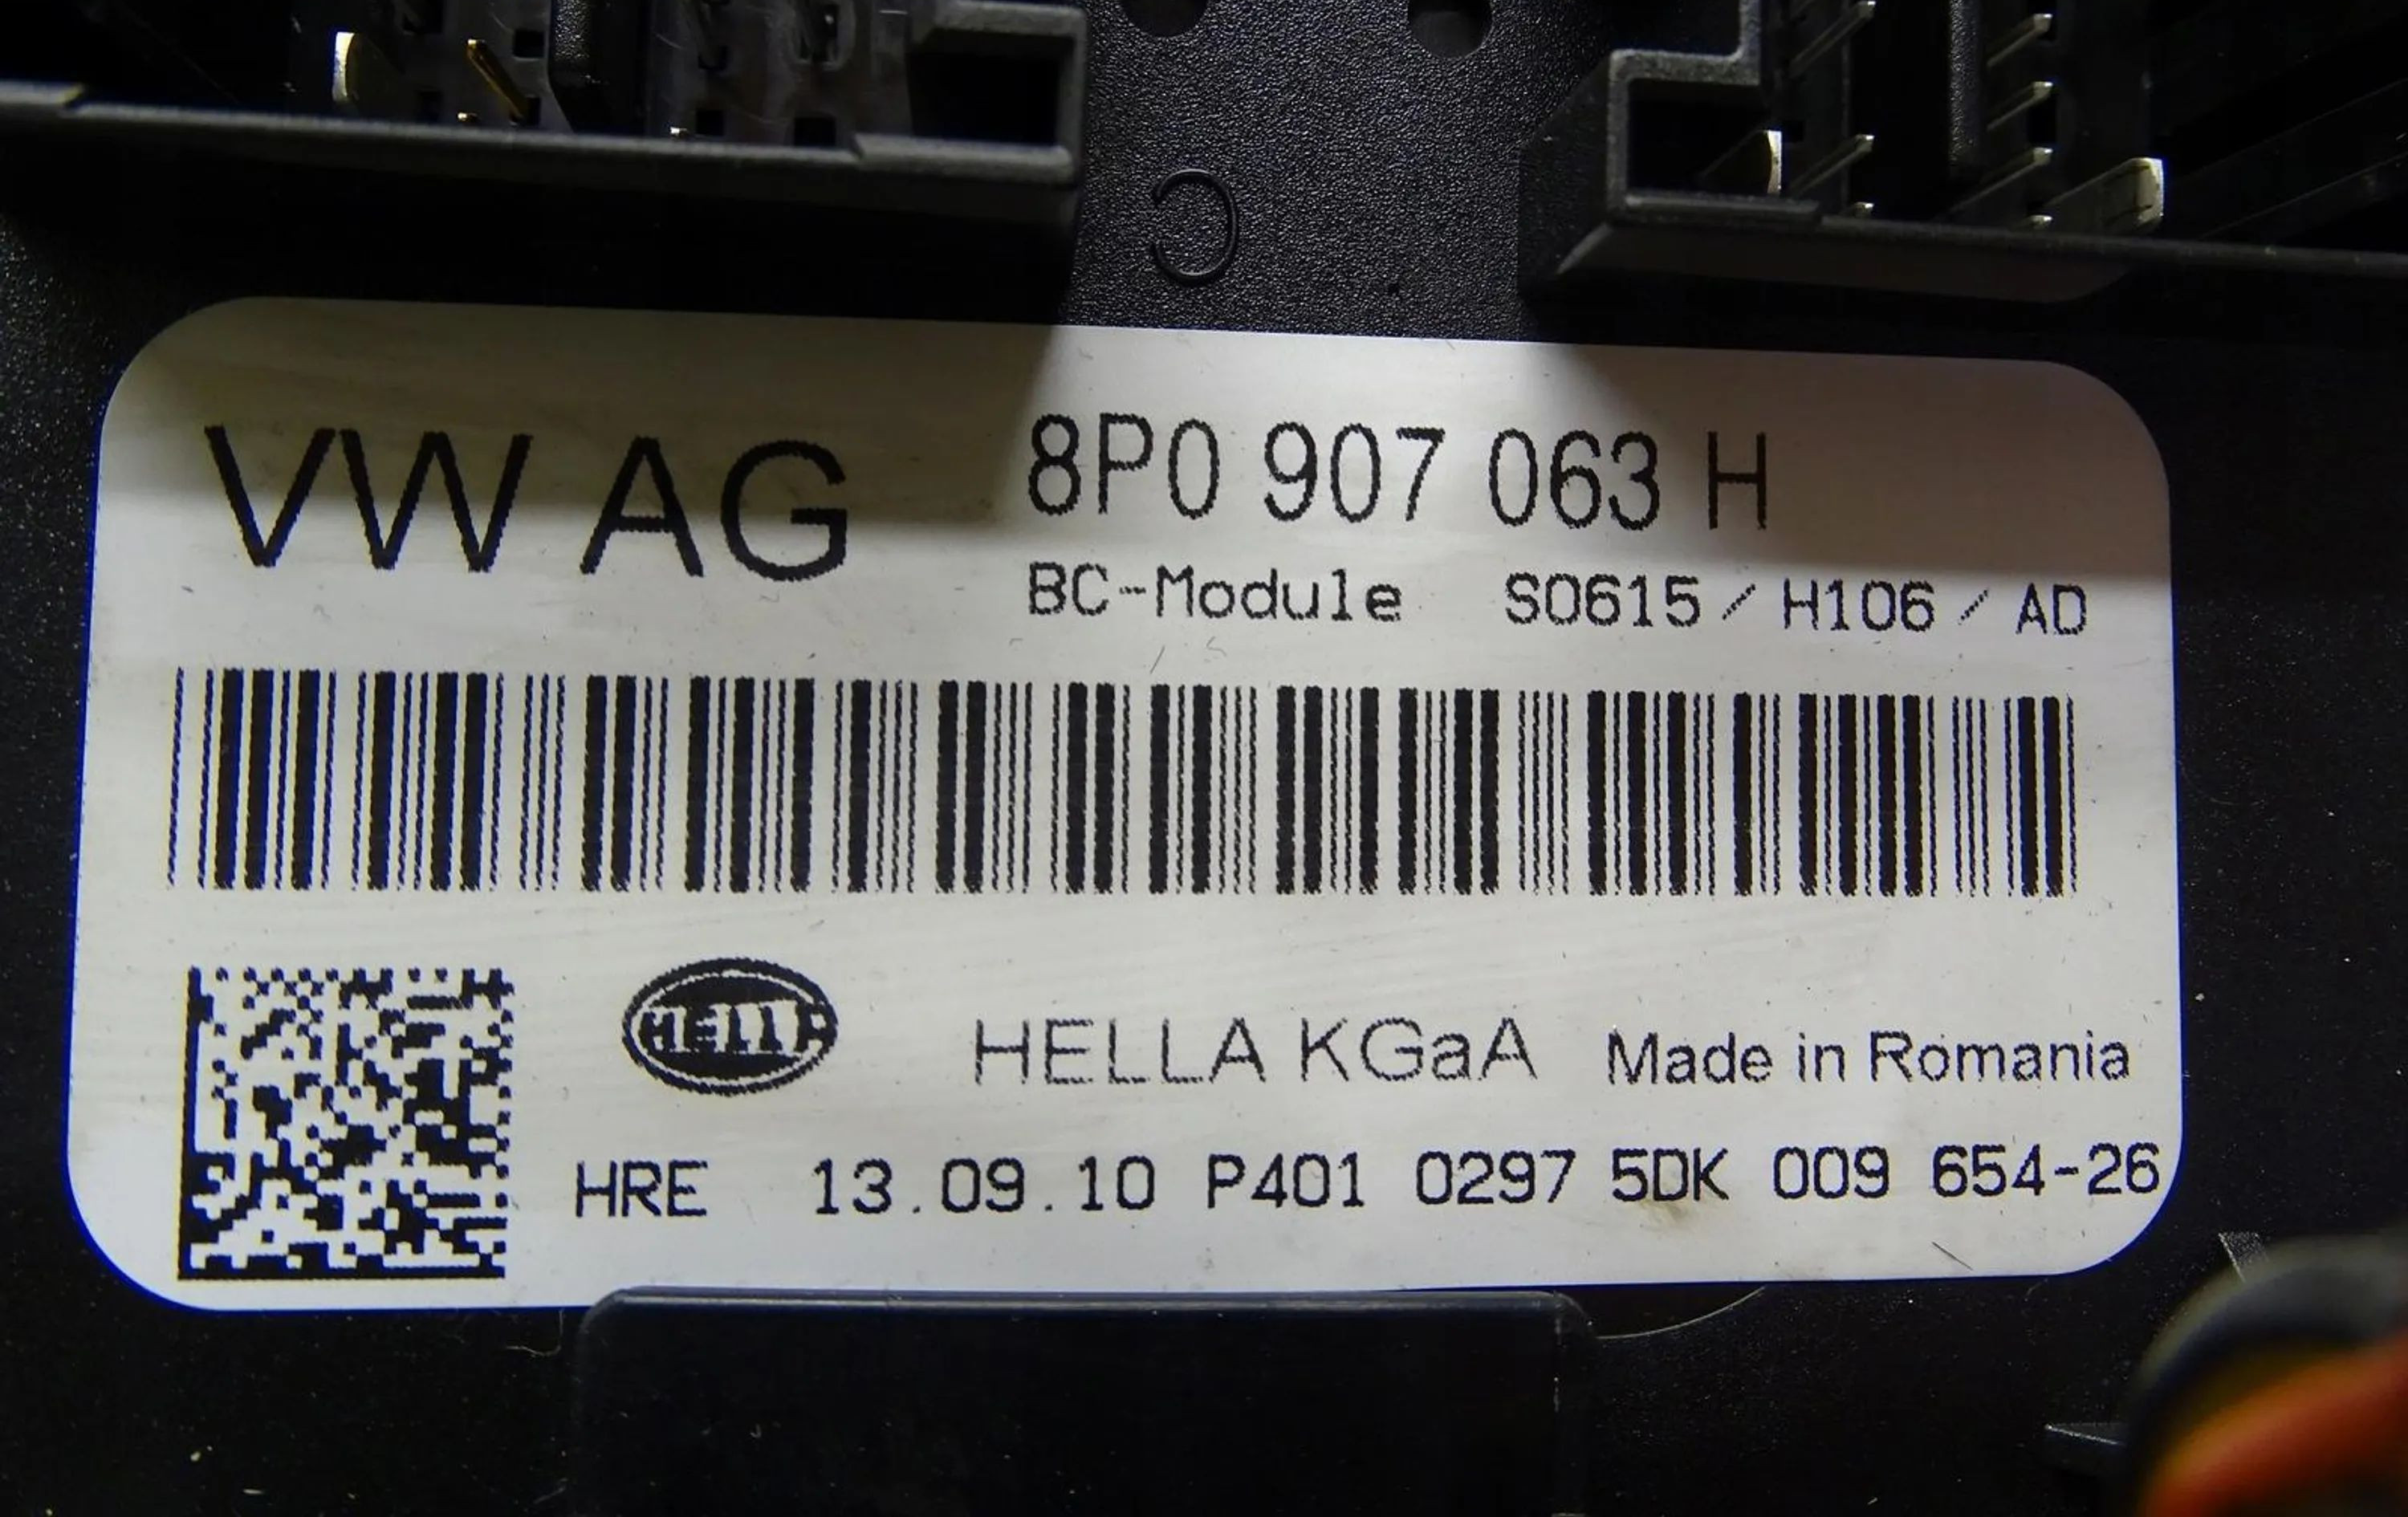 C
VW AG
8P0 907 063 H
BC-Module S0615 / H106 / AD
HELLA
HELLA KGaA Made in Romania
HRE 13.09.10 P401 0297 5DK 009 654-26